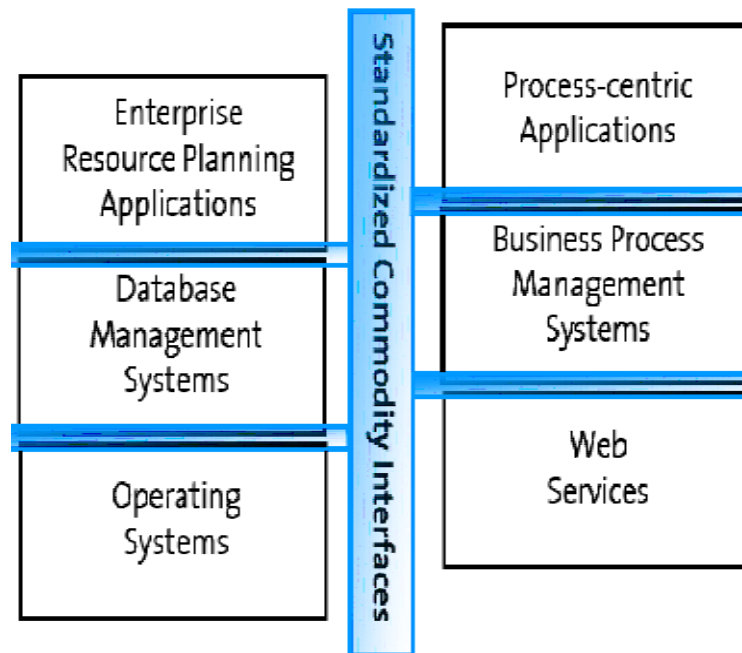 Enterprise
Resource Planning
Applications
Database
Management
Systems
Operating
Systems
Standardized Commodity Interfaces
Process-centric
Applications
Business Process
Management
Systems
Web
Services